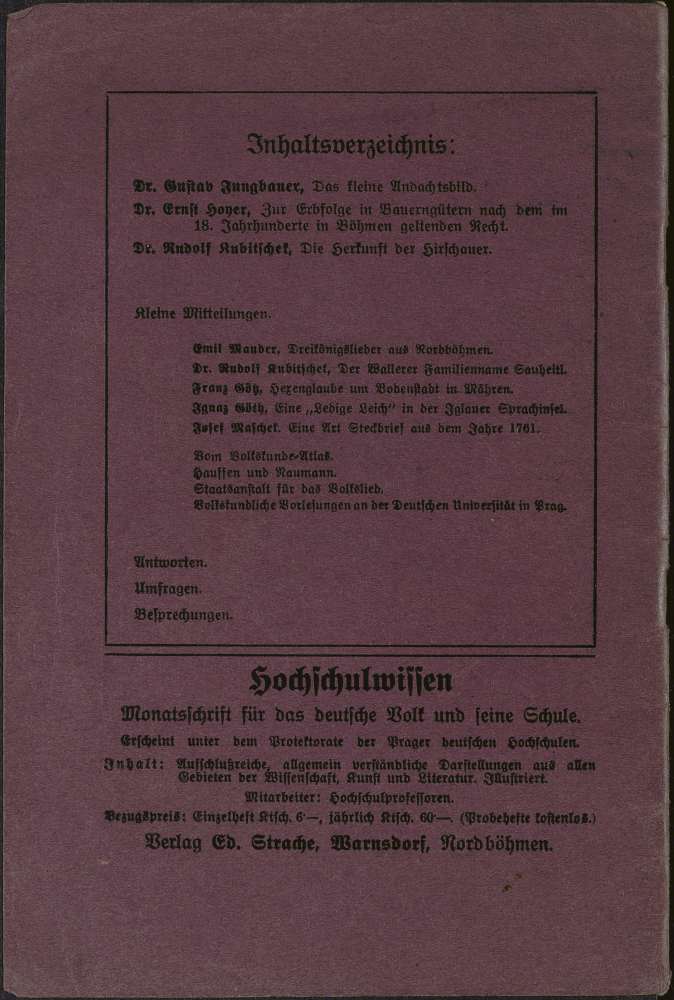 Inhaltsverzeichnis:
Dr. Gustav Jungbauer, Das kleine Andachtsbild.
Dr. Ernst Hoyer, Zur Erbfolge in Bauerngütern nach dem im
18. Jahrhunderte in Böhmen geltenden Recht.
Dr. Rudolf Kubitschek, Die Herkunft der Hirschauer.
Kleine Mitteilungen.
Emil Mauder, Dreikönigslieder aus Nordböhmen.
Dr. Rudolf Kubitschek, Der Wallerer Familienname Sauheitl.
Franz Götz, Hexenglaube um Bodenstadt in Mähren.
Ignaz Göth, Eine „Ledige Leich" in der Iglauer Sprachinsel.
Josef Maschek. Eine Art Steckbrief aus dem Jahre 1761.
Vom Volkskunde-Atlas.
Hauffen und Naumann.
Staatsanstalt für das Volkslied.
Volkskundliche Vorlesungen an der Deutschen Universität in Prag.
Antworten.
Umfragen.
Besprechungen.
Hochschulwissen
Monatsschrift für das deutsche Volk und seine Schule.
Erscheint unter dem Protektorate der Prager deutschen Hochschulen.
Inhalt: Aufschlußreiche, allgemein verständliche Darstellungen aus allen
Gebieten der Wissenschaft, Kunst und Literatur. Illustriert.
Mitarbeiter: Hochschulprofessoren.
Bezugspreis: Einzelheft Ktsch. 6·—, jährlich Ktsch. 60·—. (Probehefte kostenlos.)
Verlag Ed. Strache, Warnsdorf, Nordböhmen.